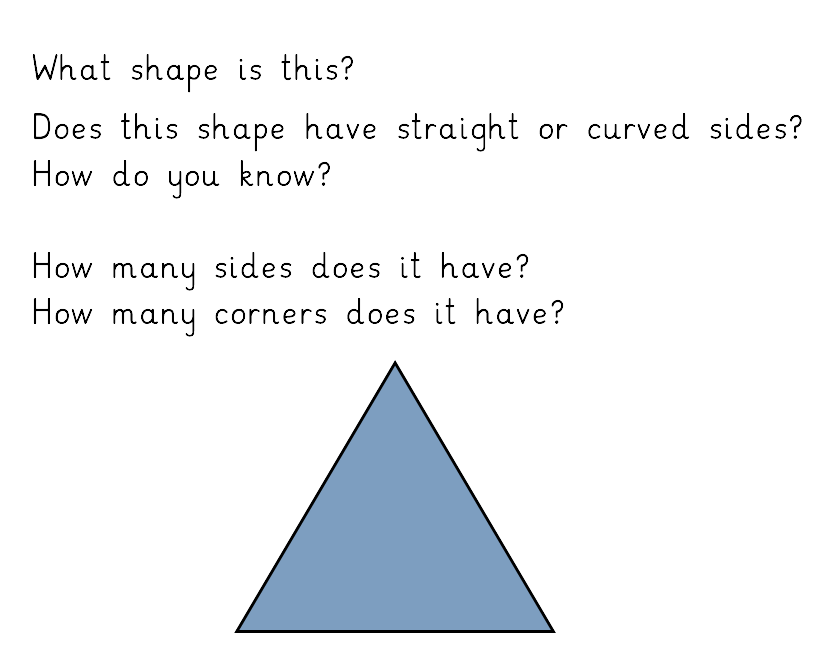 What shape is this?
Does this shape have straight or curved sides?
How do you know?
How many sides does it have?
How many corners does it have?